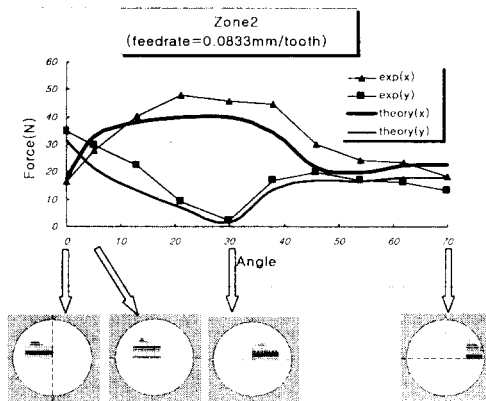 Zone2
(feedrate=0.0833mm/tooth)
60
50
40
30
20
10
0
Force(N)
exp(x)
exp(y)
theory(x)
theory(y)
0 10 20 30 40 50 60 70
Angle